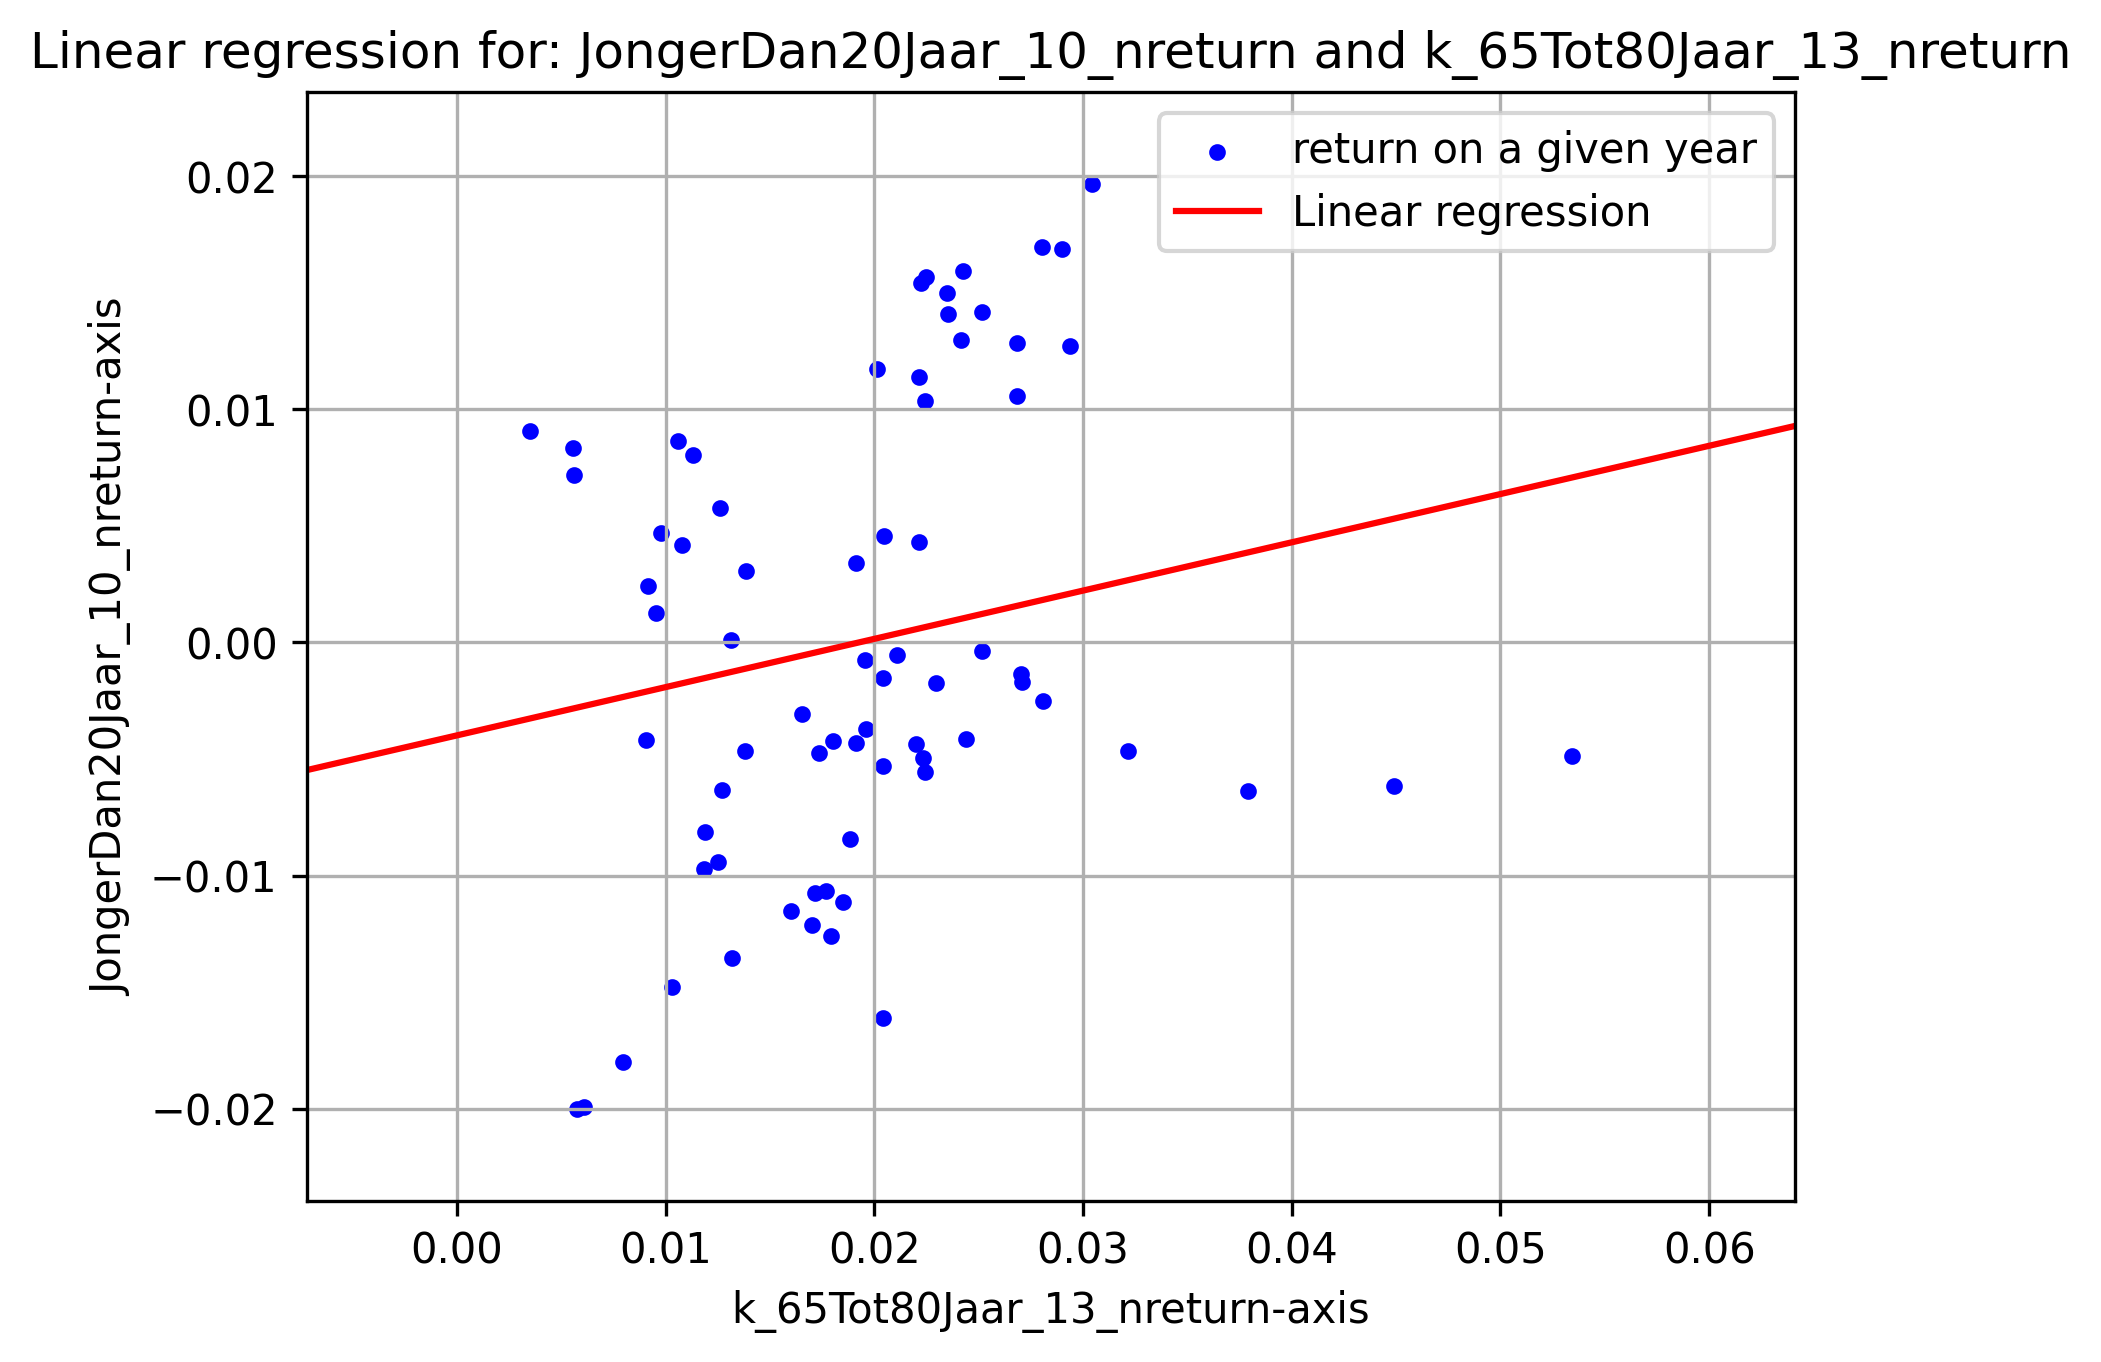 Linear regression for: JongerDan20Jaar_10_nreturn and k_65Tot80Jaar_13_nreturn
return on a given year
Linear regression
JongerDan20Jaar_10_nreturn-axis
0.02
0.01
0.00
−0.01
−0.02
0.00 0.01 0.02 0.03 0.04 0.05 0.06
k_65Tot80Jaar_13_nreturn-axis